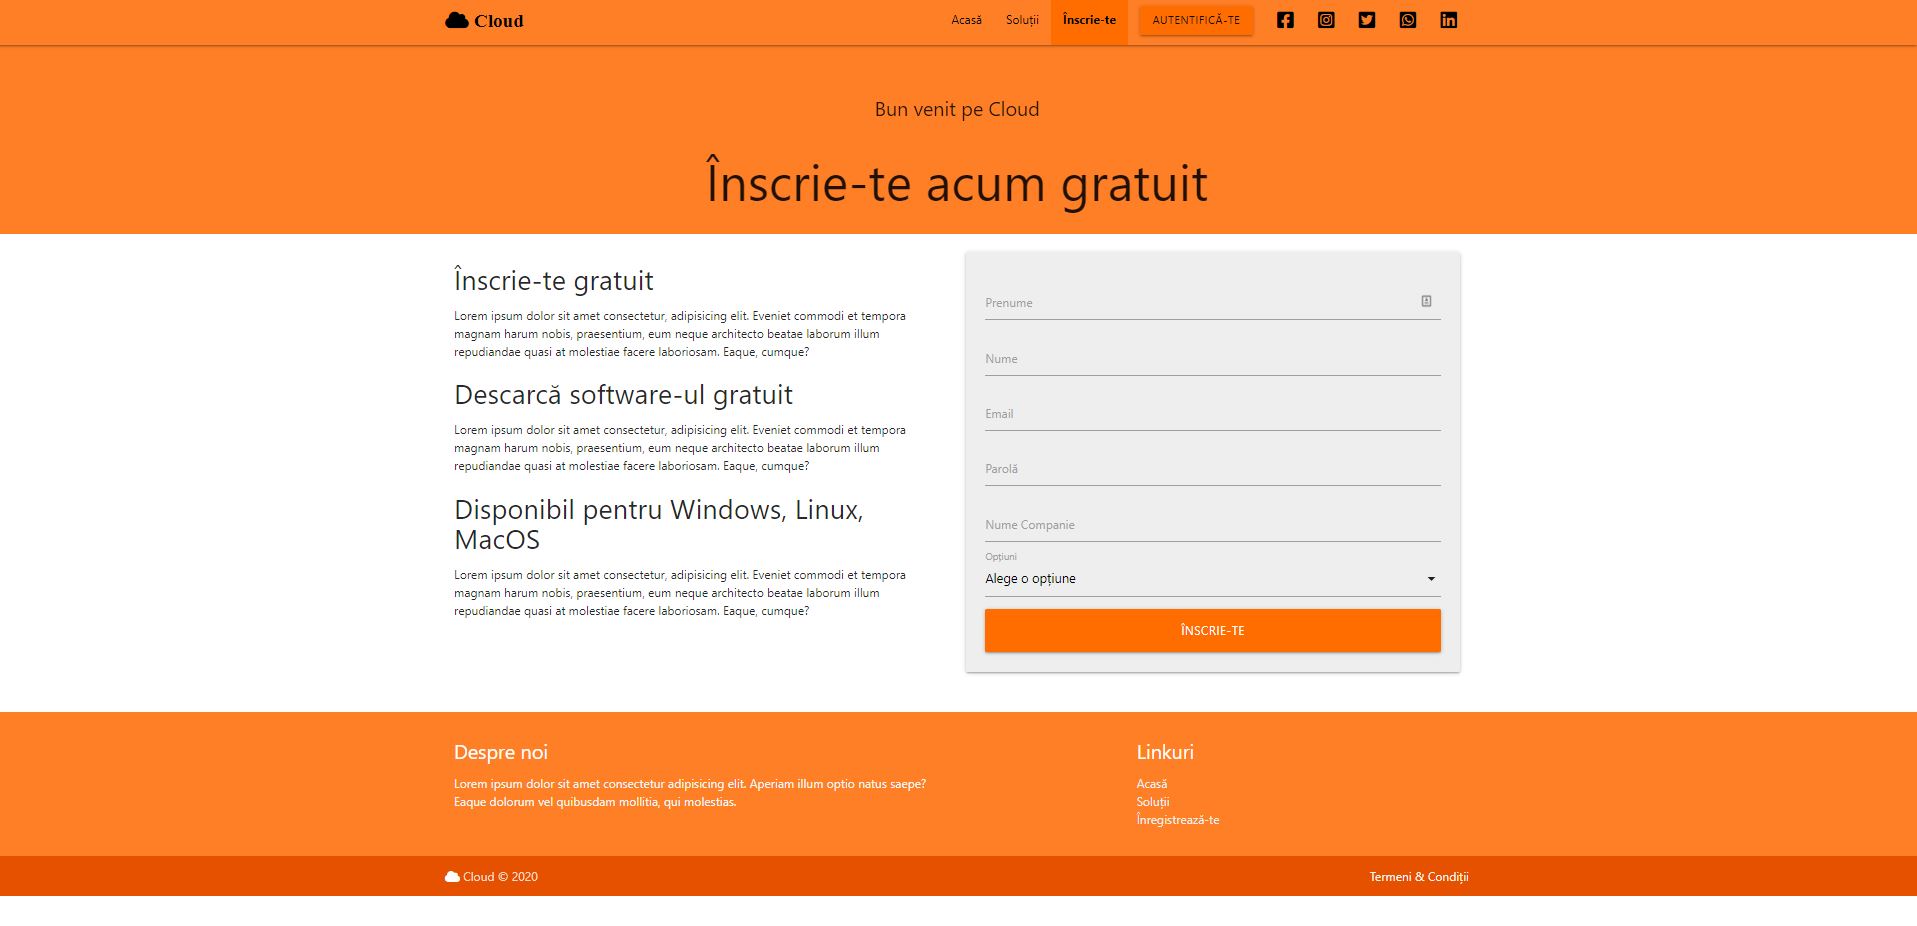 Cloud
Acasă
Soluții
Înscrie-te
AUTENTIFICĂ-TE
Bun venit pe Cloud
Înscrie-te acum gratuit
Înscrie-te gratuit
Lorem ipsum dolor sit amet consectetur, adipisicing elit. Eveniet commodi et tempora
magnam harum nobis, praesentium, eum neque architecto beatae laborum illum
repudiandae quasi at molestiae facere laboriosam. Eaque, cumque?
Descarcă software-ul gratuit
Lorem ipsum dolor sit amet consectetur, adipisicing elit. Eveniet commodi et tempora
magnam harum nobis, praesentium, eum neque architecto beatae laborum illum
repudiandae quasi at molestiae facere laboriosam. Eaque, cumque?
Disponibil pentru Windows, Linux,
MacOS
Lorem ipsum dolor sit amet consectetur, adipisicing elit. Eveniet commodi et tempora
magnam harum nobis, praesentium, eum neque architecto beatae laborum illum
repudiandae quasi at molestiae facere laboriosam. Eaque, cumque?
Prenume
Nume
Email
Parolă
Nume Companie
Opțiuni
Alege o opțiune
ÎNSCRIE-TE
Despre noi
Lorem ipsum dolor sit amet consectetur adipisicing elit. Aperiam illum optio natus saepe?
Eaque dolorum vel quibusdam mollitia, qui molestias.
Linkuri
Acasă
Soluții
Înregistrează-te
Cloud © 2020
Termeni & Condiții